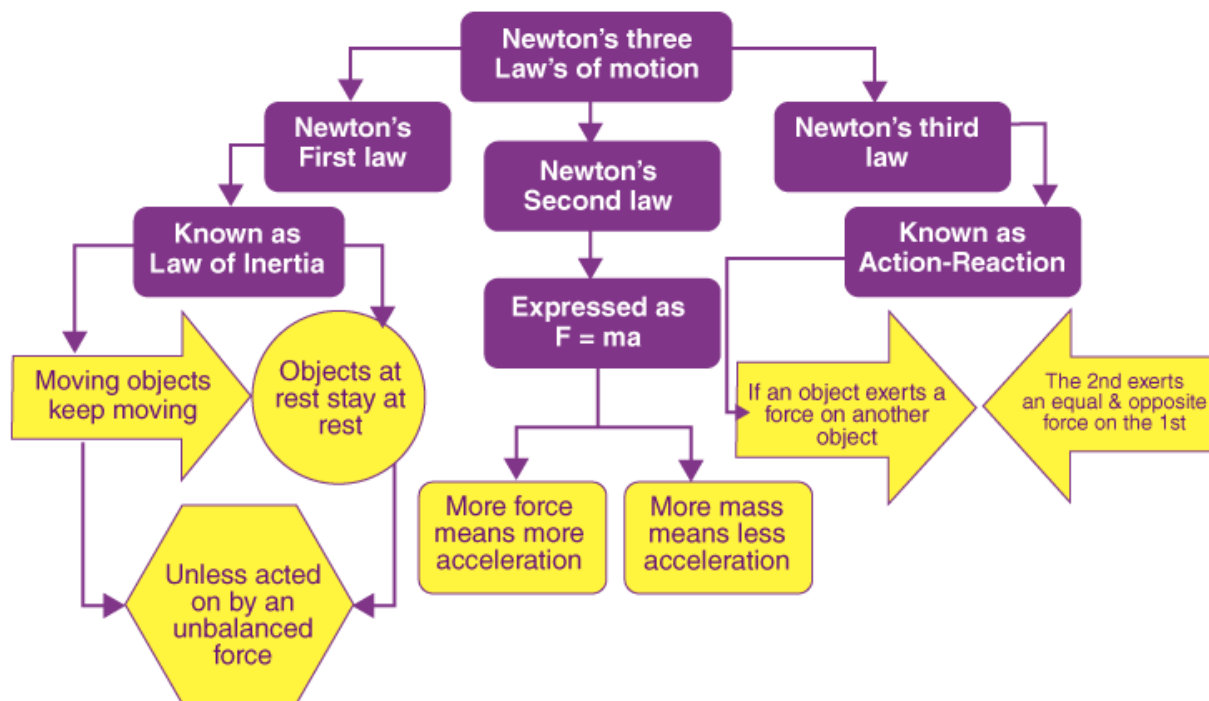 Newton's three
Law's of motion
Newton's
First law
Newton's
Second law
Newton's third
law
Known as
Law of Inertia
Expressed as
F = ma
Known as
Action-Reaction
Moving objects
keep moving
Objects at
rest stay at
rest
Unless acted
on by an
unbalanced
force
More force
means more
acceleration
More mass
means less
acceleration
If an object exerts a
force on another
object
The 2nd exerts
an equal & opposite
force on the 1st